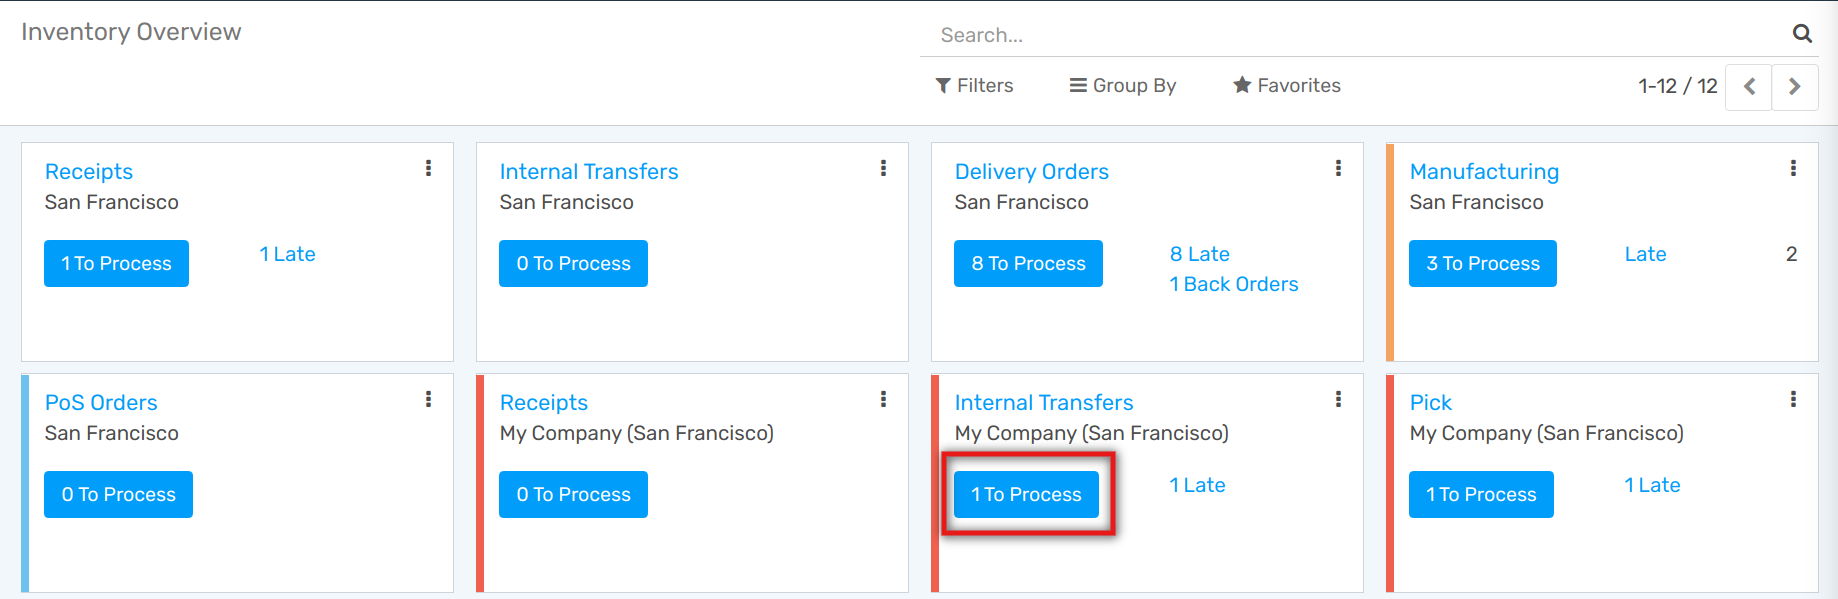 Inventory Overview
Search...
Filters
Group By
Favorites
1-12 / 12
Receipts
San Francisco
1 To Process
1 Late
Internal Transfers
San Francisco
0 To Process
Delivery Orders
San Francisco
8 To Process
8 Late
1 Back Orders
Manufacturing
San Francisco
3 To Process
Late 2
PoS Orders
San Francisco
0 To Process
Receipts
My Company (San Francisco)
0 To Process
Internal Transfers
My Company (San Francisco)
1 To Process
1 Late
Pick
My Company (San Francisco)
1 To Process
1 Late